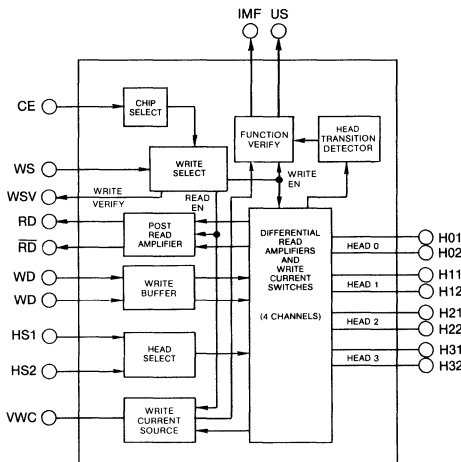 IMF US
CE
CHIP
SELECT
FUNCTION
VERIFY
HEAD
TRANSITION
DETECTOR
WS
WRITE
SELECT
WRITE
EN
WSV
WRITE
VERIFY
READ
EN
RD
POST
READ
AMPLIFIER
RD
DIFFERENTIAL
READ
AMPLIFIERS
AND
WRITE
CURRENT
SWITCHES
(4 CHANNELS)
H01
HEAD 0
H02
WD
WRITE
BUFFER
WD
H11
HEAD 1
H12
HS1
HEAD
SELECT
HS2
H21
HEAD 2
H22
H31
HEAD 3
H32
VWC
WRITE
CURRENT
SOURCE